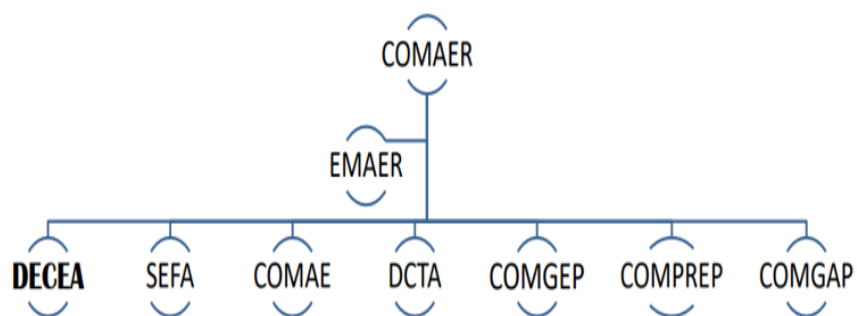 COMAER
EMAER
DECEA SEFA COMAE DCTA COMGEP COMPREP COMGAP